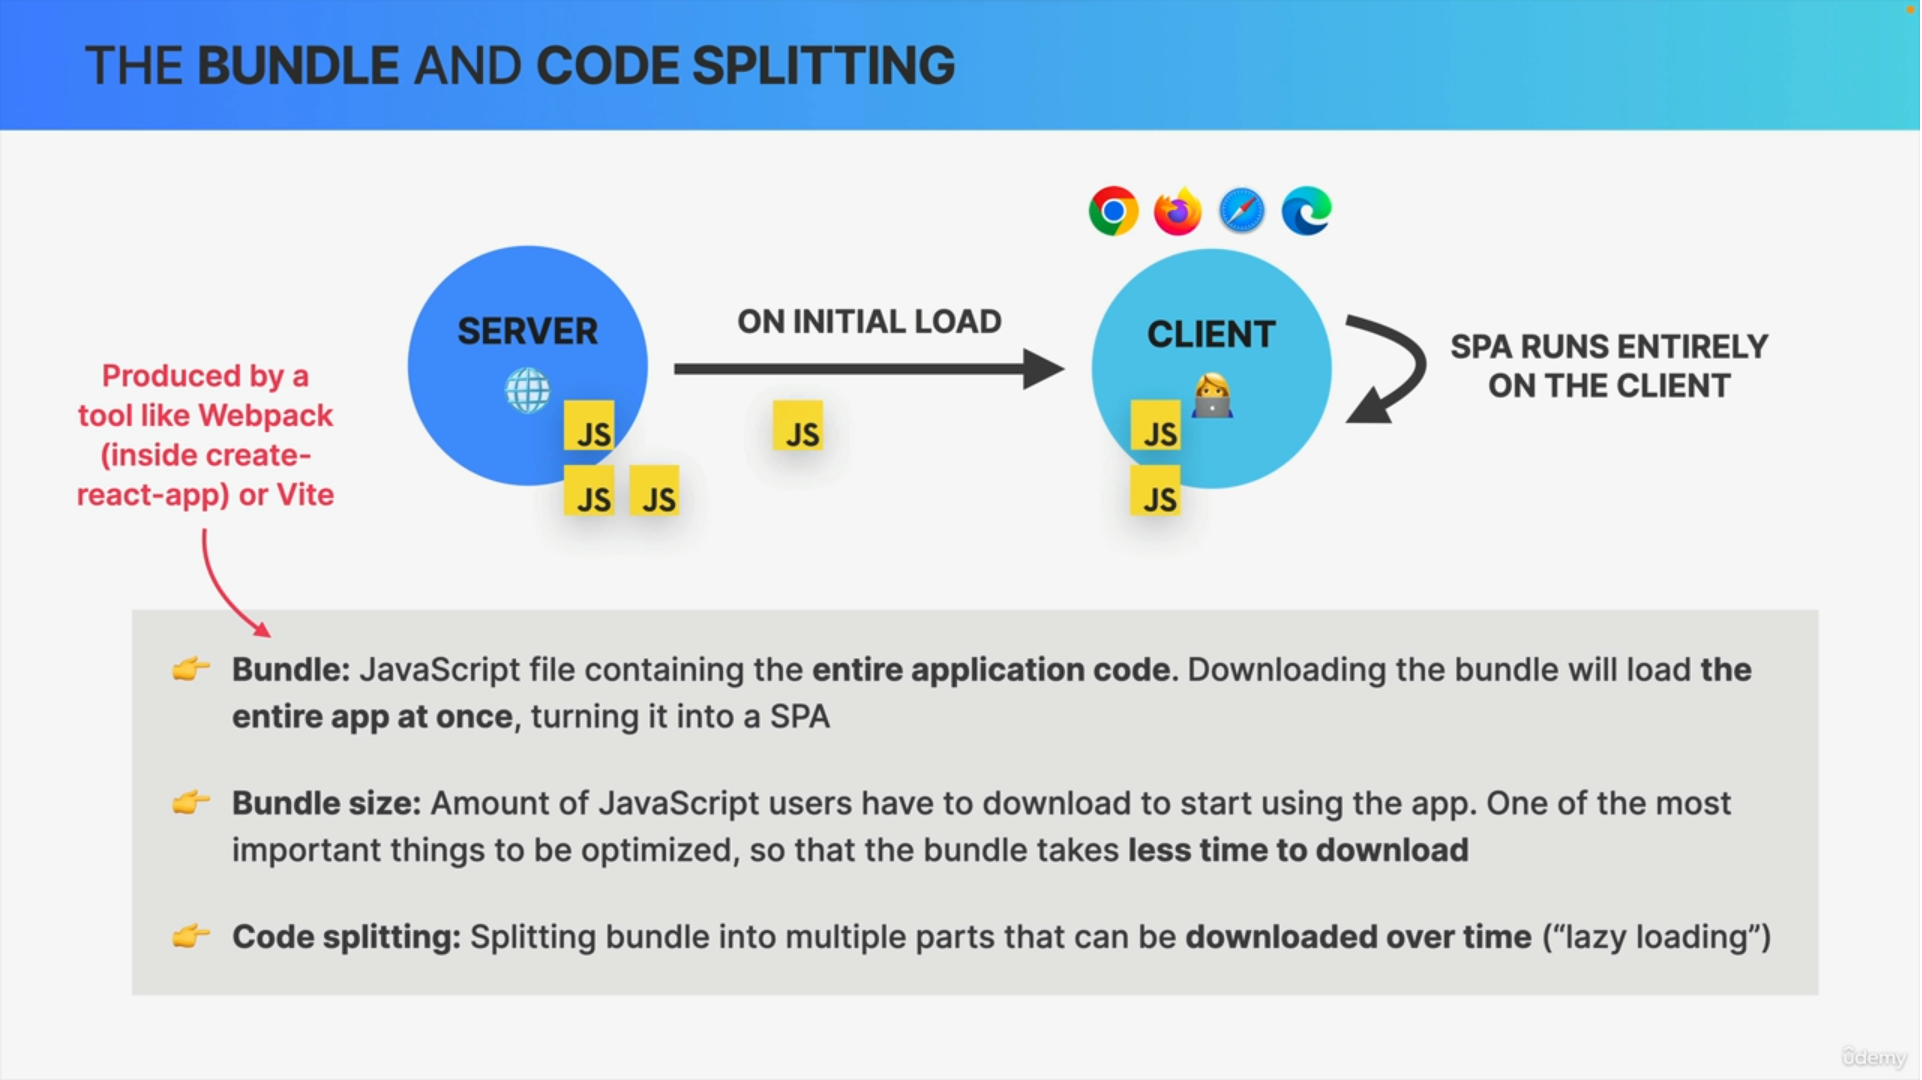 THE BUNDLE AND CODE SPLITTING
SERVER
JS
JS JS
ON INITIAL LOAD
JS
CLIENT
JS
JS
SPA RUNS ENTIRELY
ON THE CLIENT
Produced by a
tool like Webpack
(inside create-
react-app) or Vite
Bundle: JavaScript file containing the entire application code. Downloading the bundle will load the
entire app at once, turning it into a SPA
Bundle size: Amount of JavaScript users have to download to start using the app. One of the most
important things to be optimized, so that the bundle takes less time to download
Code splitting: Splitting bundle into multiple parts that can be downloaded over time (“lazy loading”)
ûdemy